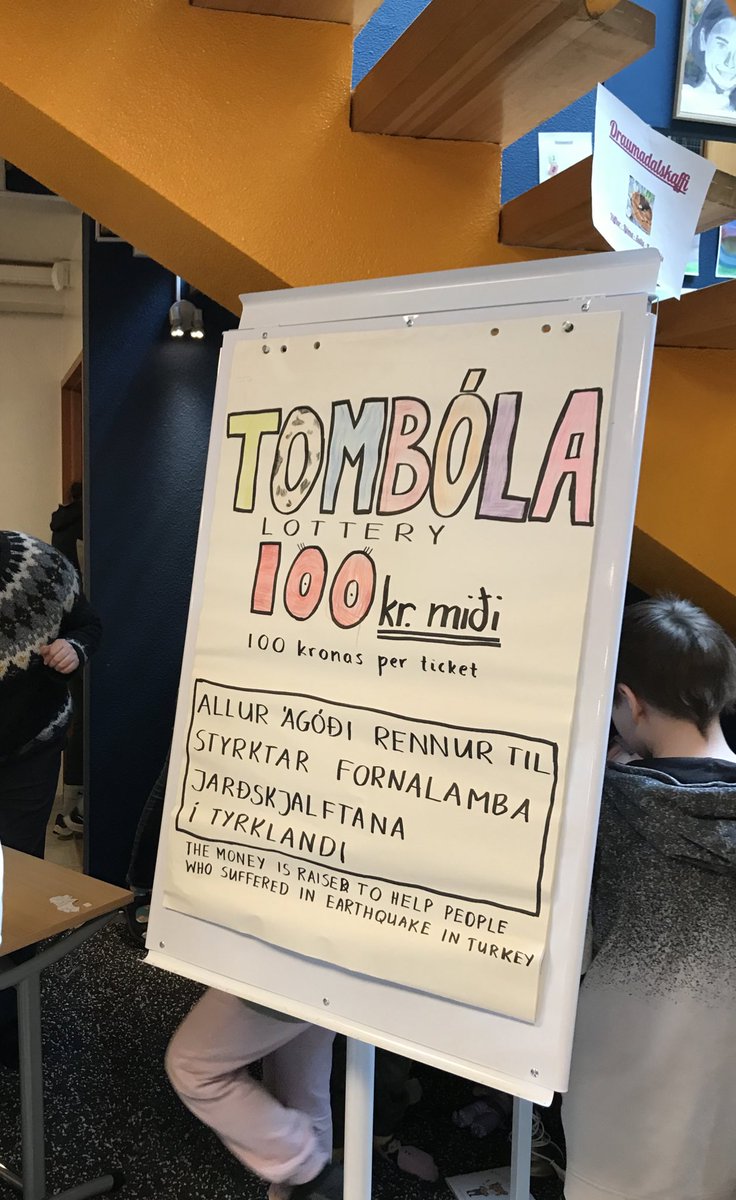 Draumadalskaffi
TOMBÓLA
LOTTERY
100 kr. miði
100 kronas per ticket
ALLUR ÁGÓÐI RENNUR TIL
STYRKTAR FORNALAMBA
JARÐSKJALFTANA
Í TYRKLANDI
THE MONEY IS RAISED TO HELP PEOPLE
WHO SUFFERED IN EARTHQUAKE IN TURKEY